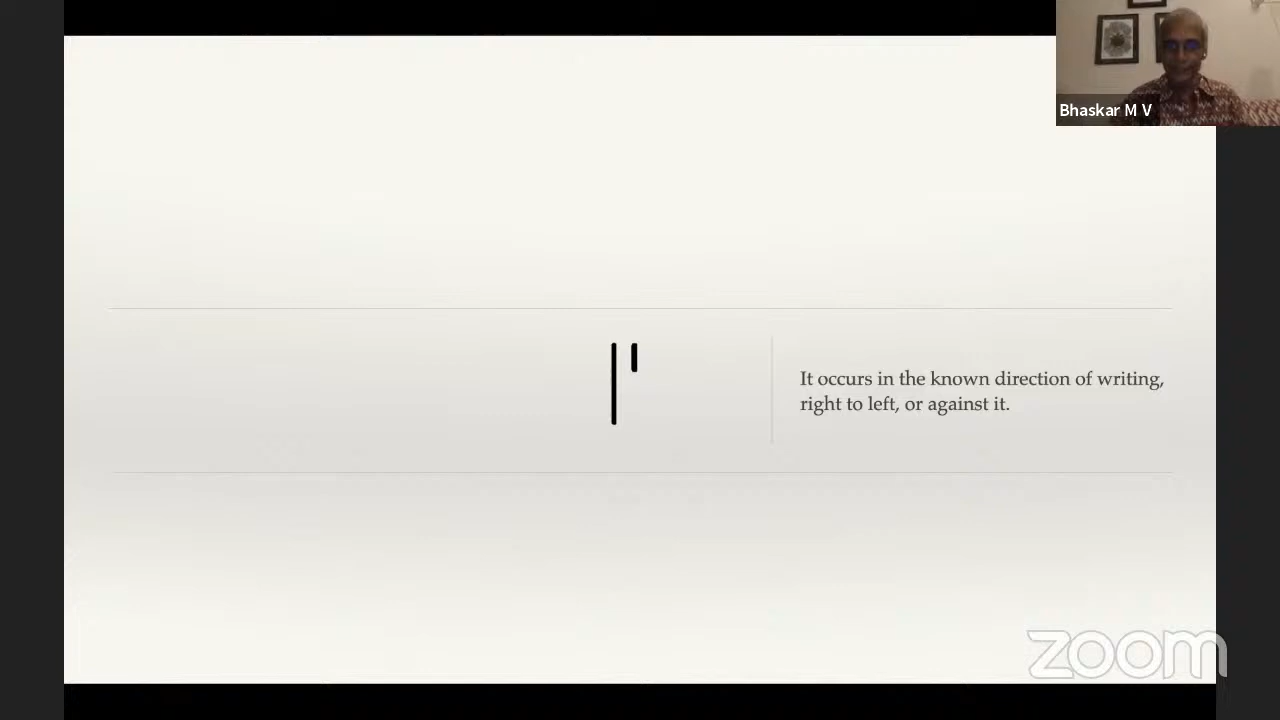 Bhaskar M V
It occurs in the known direction of writing,
right to left, or against it.
zoom